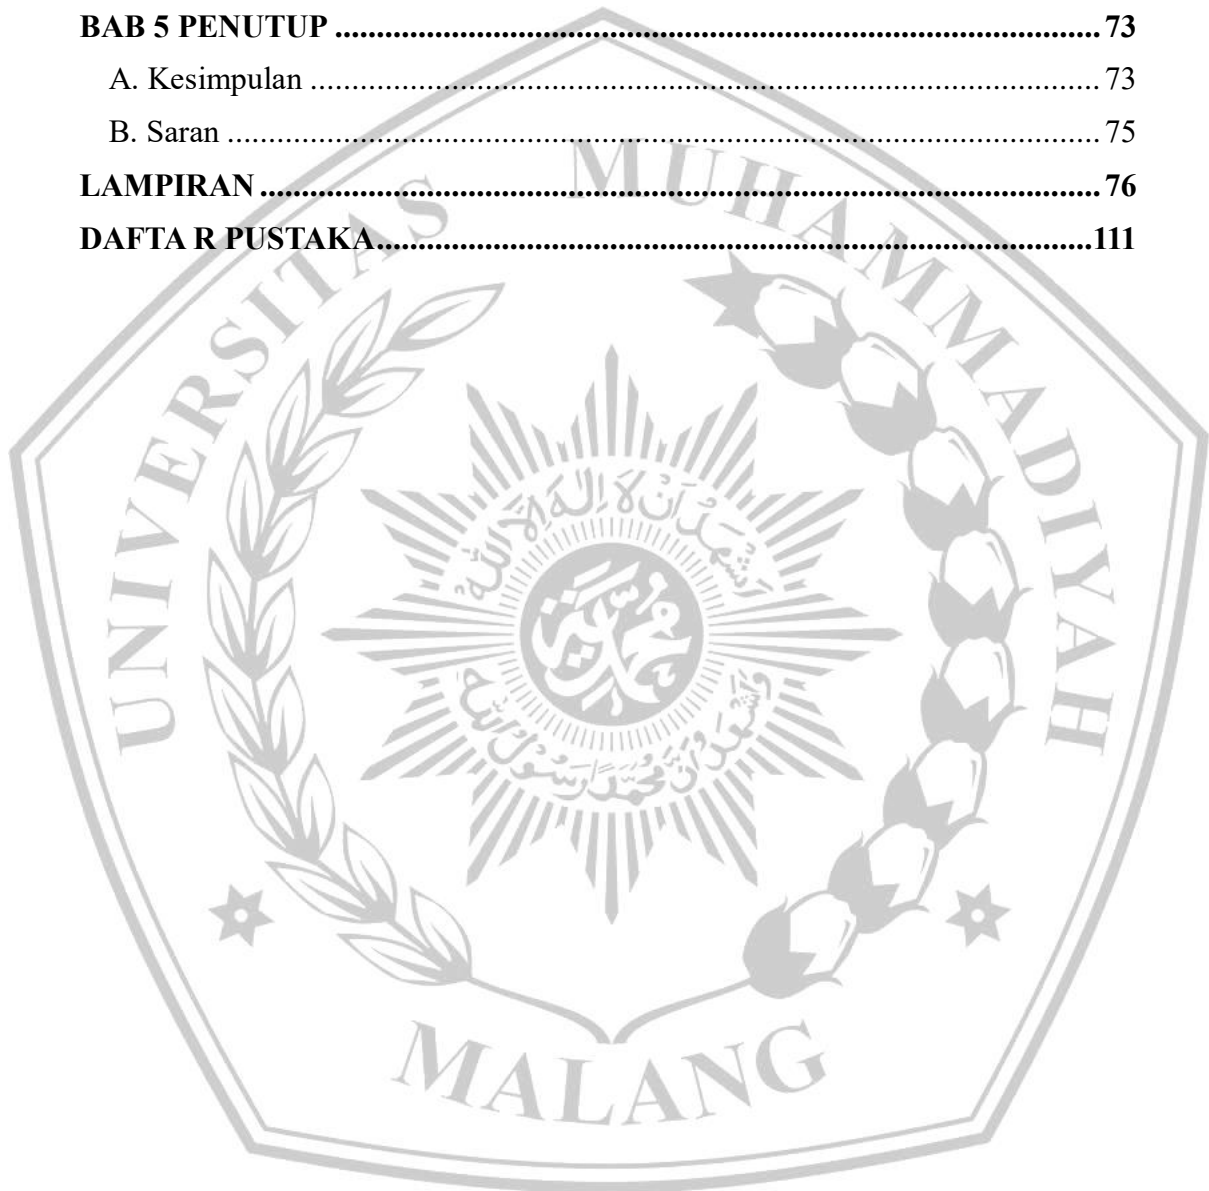 BAB 5 PENUTUP .................................................................................................. 73
A. Kesimpulan .................................................................................................. 73
B. Saran .................................................................................................. 75
LAMPIRAN .................................................................................................. 76
DAFTA R PUSTAKA..................................................................................................111
UNIVERSITAS MUHAMMADIYAH
MALANG